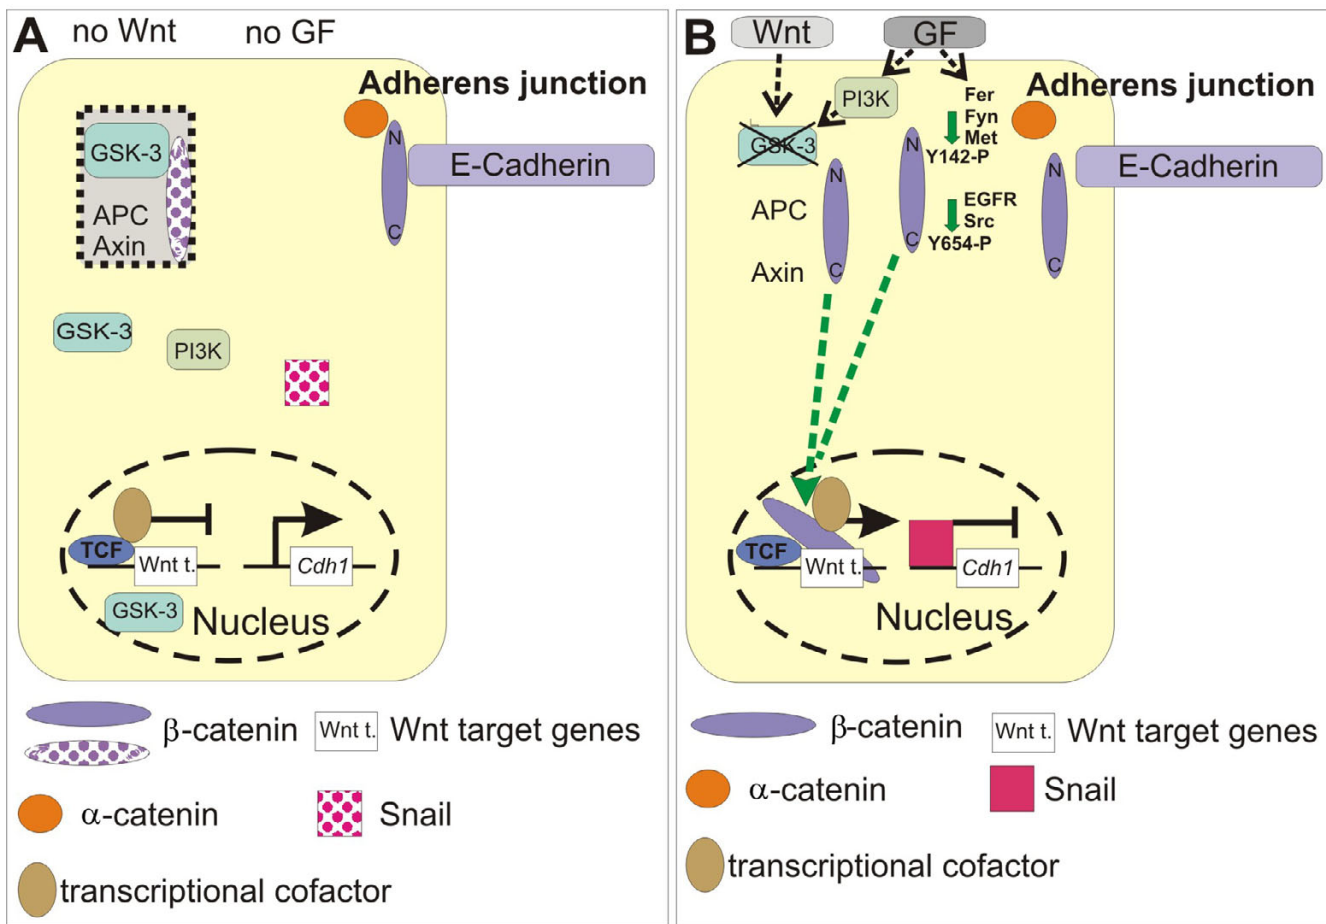 A
no Wnt no GF
Adherens junction
GSK-3
APC
Axin
N
C
E-Cadherin
GSK-3
PI3K
TCF
Wnt t.
Cdh1
GSK-3
Nucleus
β-catenin
Wnt t. Wnt target genes
α-catenin
Snail
transcriptional cofactor
B
Wnt
GF
Adherens junction
PI3K
GSK-3
Fer
Fyn
Met
Y142-P
EGFR
Src
Y654-P
APC
Axin
N
C
N
C
N
C
E-Cadherin
TCF
Wnt t.
Cdh1
Nucleus
β-catenin
Wnt t. Wnt target genes
α-catenin
Snail
transcriptional cofactor